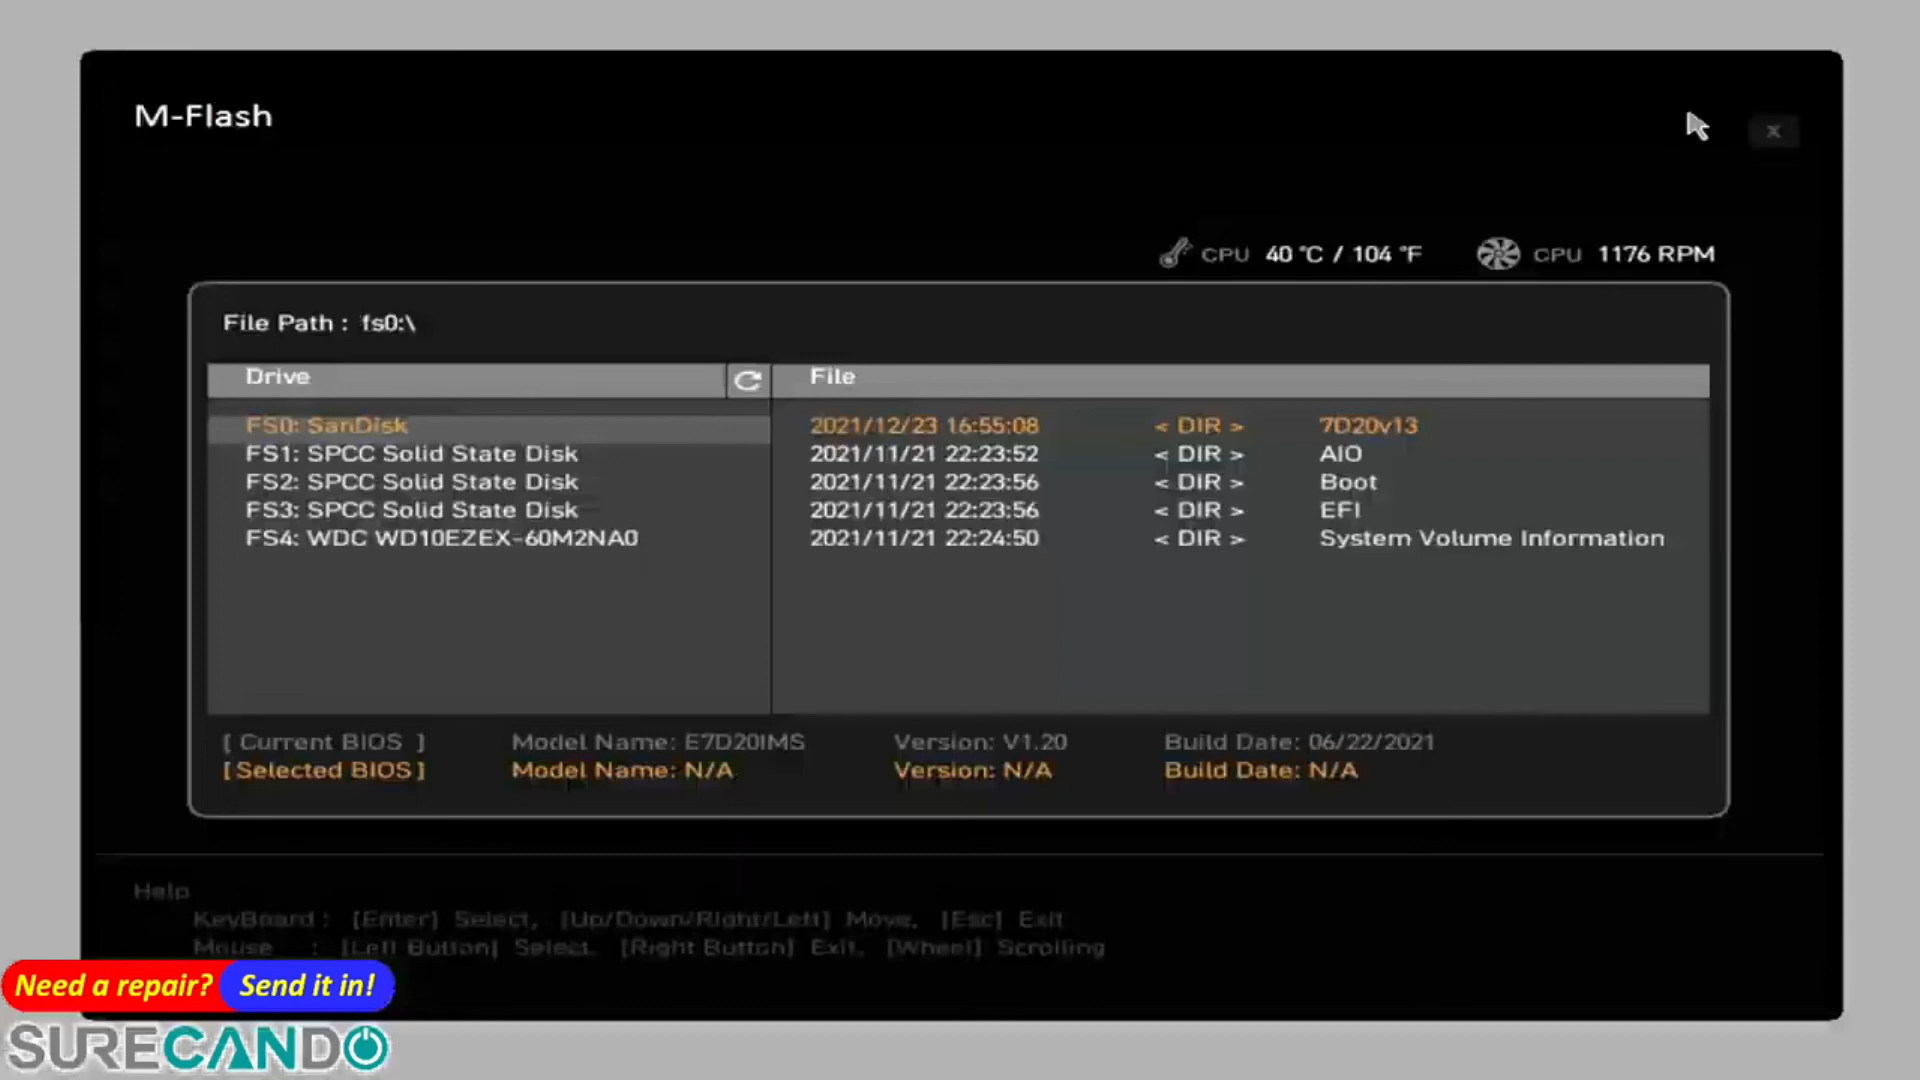 M-Flash
x
CPU 40 °C / 104 °F CPU 1176 RPM
File Path : fs0:\
Drive File
FS0: SanDisk 2021/12/23 16:55:08 < DIR > 7D20v13
FS1: SPCC Solid State Disk 2021/11/21 22:23:52 < DIR > AIO
FS2: SPCC Solid State Disk 2021/11/21 22:23:56 < DIR > Boot
FS3: SPCC Solid State Disk 2021/11/21 22:23:56 < DIR > EFI
FS4: WDC WD10EZEX-60M2NA0 2021/11/21 22:24:50 < DIR > System Volume Information
[ Current BIOS ] Model Name: E7D20IMS Version: V1.20 Build Date: 06/22/2021
[Selected BIOS] Model Name: N/A Version: N/A Build Date: N/A
Help
KeyBoard : [Enter] Select, [Up/Down/Right/Left] Move, [Esc] Exit
Mouse : [Left Button] Select, [Right Button] Exit, [Wheel] Scrolling
Need a repair? Send it in!
SURECANDO